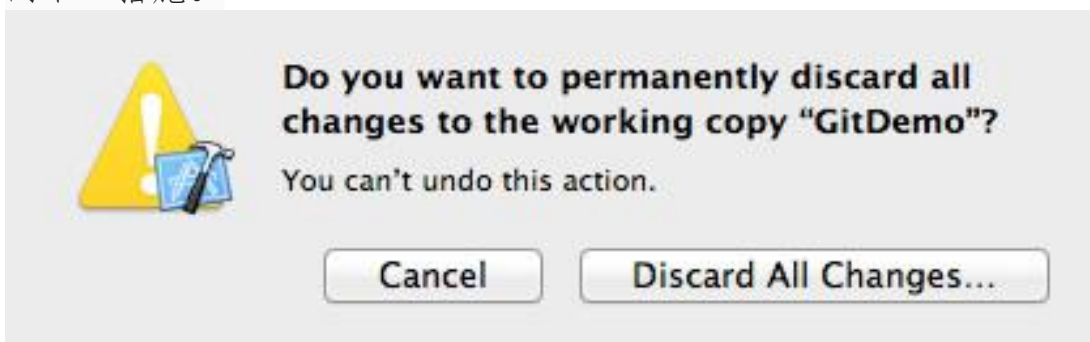 Do you want to permanently discard all
changes to the working copy “GitDemo”?
You can’t undo this action.
Cancel
Discard All Changes...